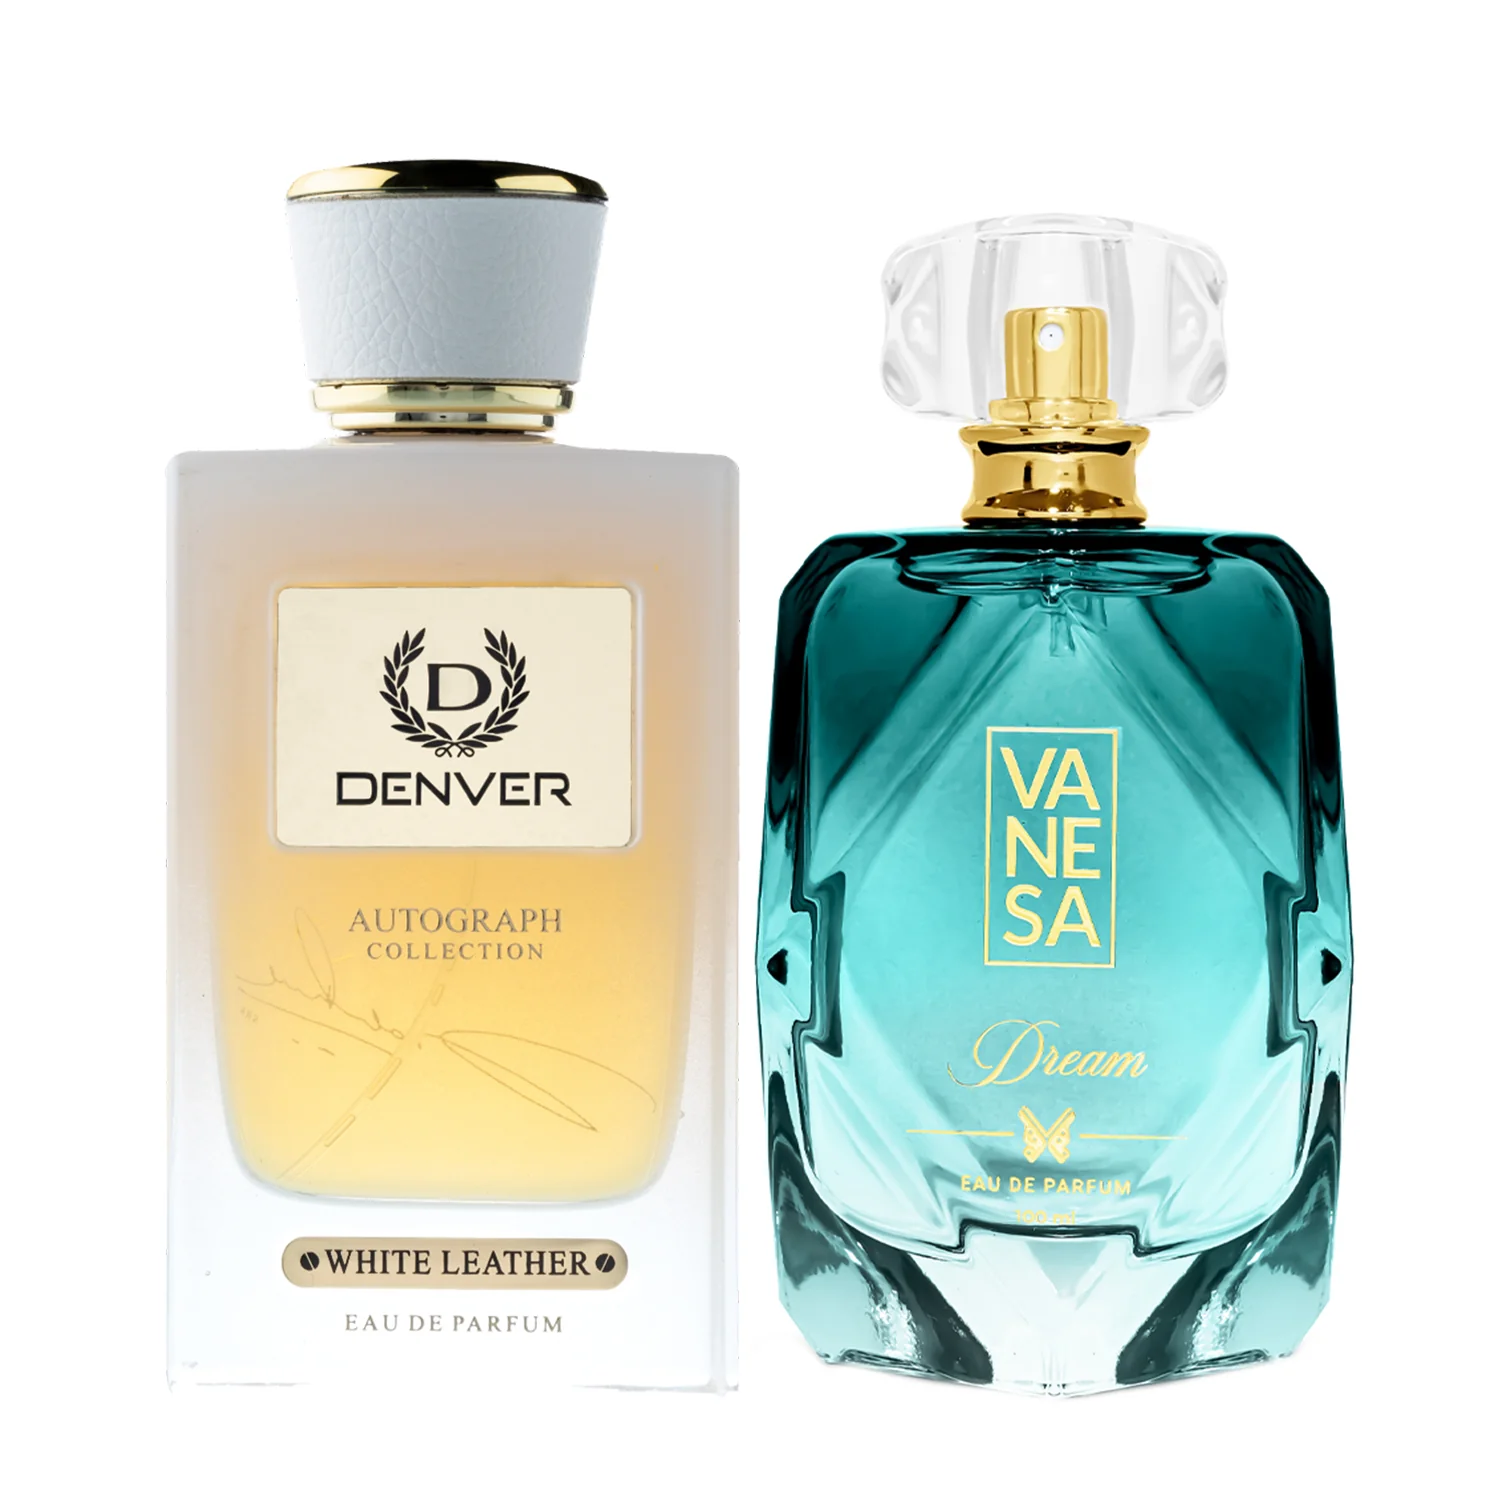 D
DENVER
AUTOGRAPH
COLLECTION
WHITE LEATHER
EAU DE PARFUM
VA
NE
SA
Dream
EAU DE PARFUM
100 ml